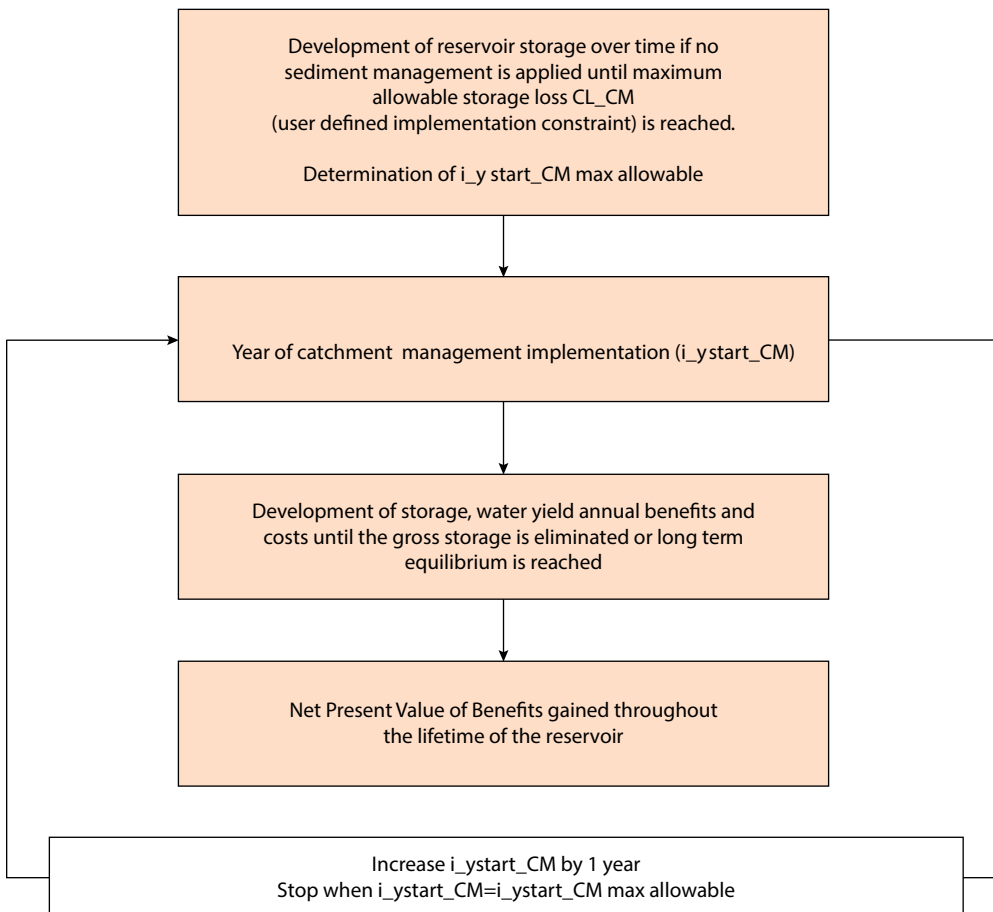 Development of reservoir storage over time if no
sediment management is applied until maximum
allowable storage loss CL_CM
(user defined implementation constraint) is reached.
Determination of i_y start_CM max allowable
Year of catchment management implementation (i_y start_CM)
Development of storage, water yield annual benefits and
costs until the gross storage is eliminated or long term
equilibrium is reached
Net Present Value of Benefits gained throughout
the lifetime of the reservoir
Increase i_ystart_CM by 1 year
Stop when i_ystart_CM=i_ystart_CM max allowable